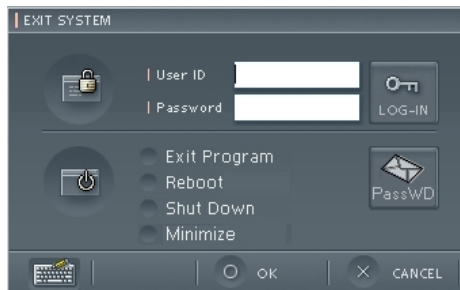 EXIT SYSTEM
User ID
Password
LOG-IN
Exit Program
Reboot
Shut Down
Minimize
PassWD
OK
CANCEL